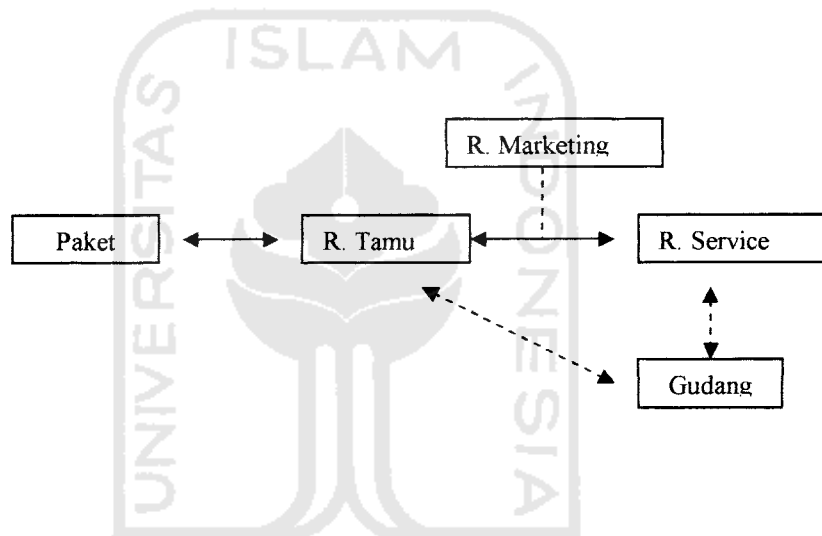 ISLAM
UNIVERSITAS
INDONESIA
R. Marketing
Paket
R. Tamu
R. Service
Gudang